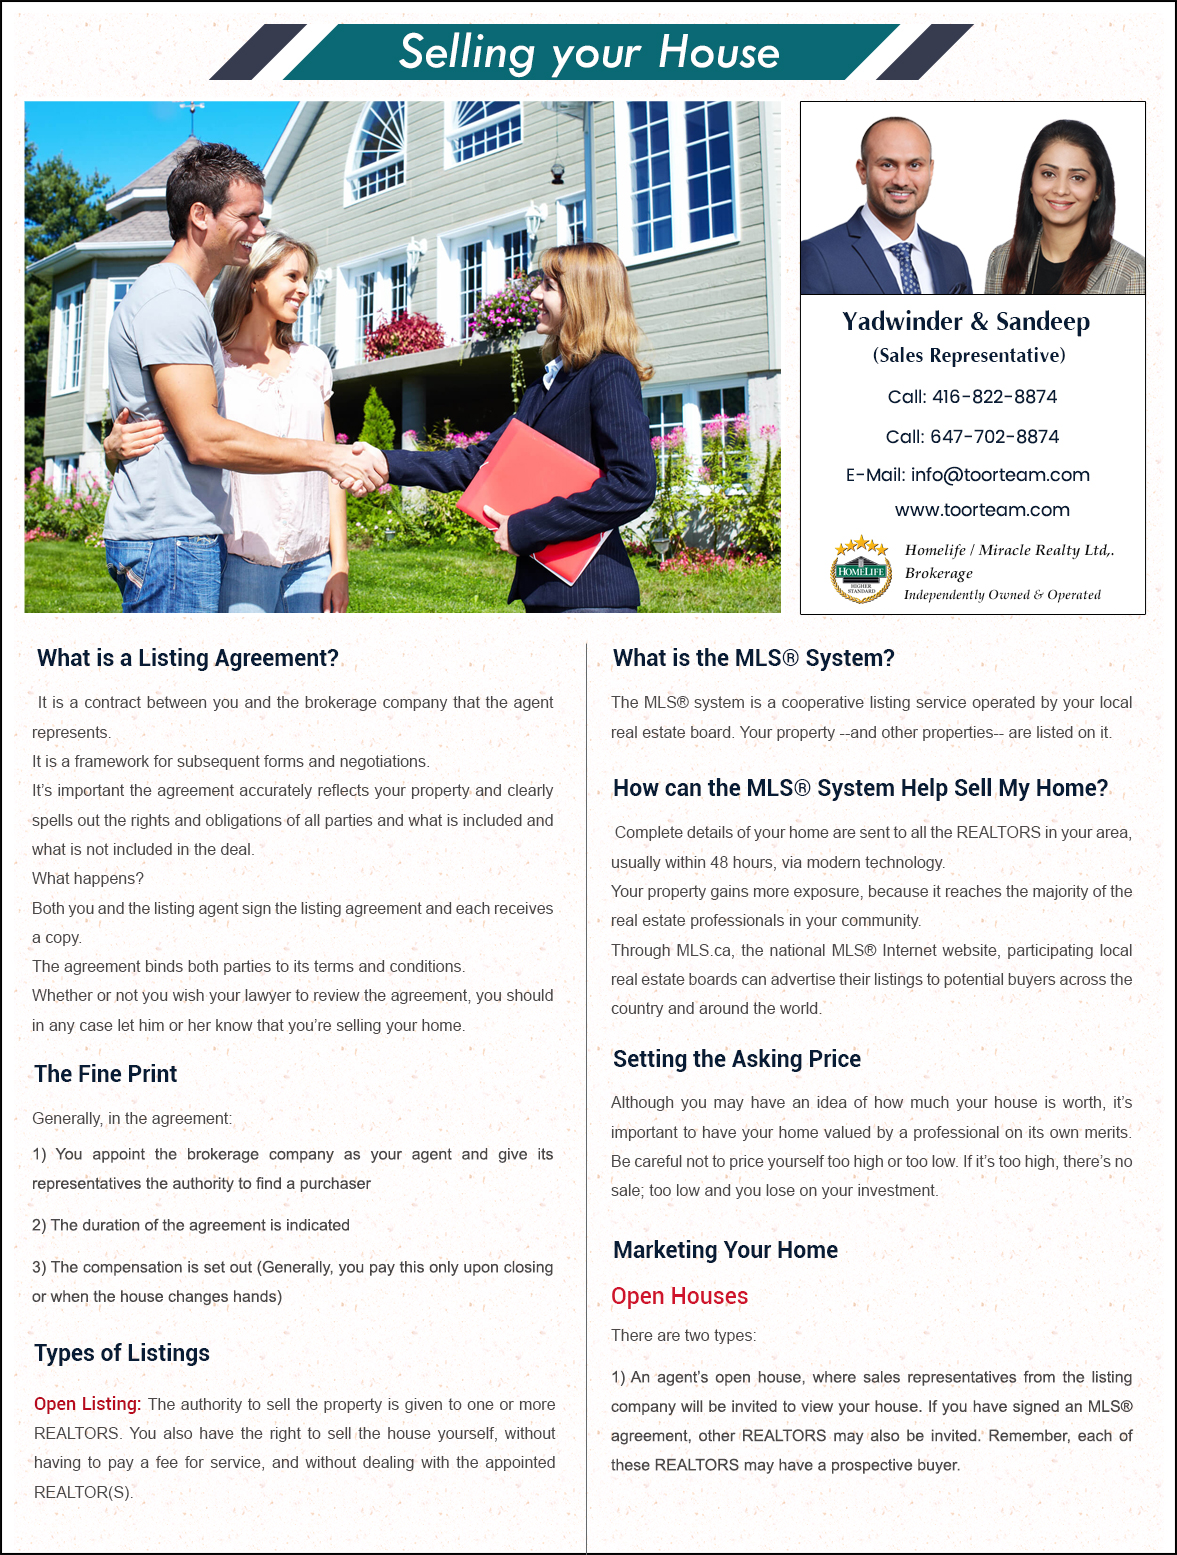 Selling your House
Yadwinder & Sandeep
(Sales Representative)
Call: 416-822-8874
Call: 647-702-8874
E-Mail: info@toorteam.com
www.toorteam.com
HOMELIFE
HIGHER
STANDARD
Homelife / Miracle Realty Ltd,.
Brokerage
Independently Owned & Operated
What is a Listing Agreement?
It is a contract between you and the brokerage company that the agent
represents.
It is a framework for subsequent forms and negotiations.
It’s important the agreement accurately reflects your property and clearly
spells out the rights and obligations of all parties and what is included and
what is not included in the deal.
What happens?
Both you and the listing agent sign the listing agreement and each receives
a copy.
The agreement binds both parties to its terms and conditions.
Whether or not you wish your lawyer to review the agreement, you should
in any case let him or her know that you’re selling your home.
The Fine Print
Generally, in the agreement:
1) You appoint the brokerage company as your agent and give its
representatives the authority to find a purchaser
2) The duration of the agreement is indicated
3) The compensation is set out (Generally, you pay this only upon closing
or when the house changes hands)
Types of Listings
Open Listing: The authority to sell the property is given to one or more
REALTORS. You also have the right to sell the house yourself, without
having to pay a fee for service, and without dealing with the appointed
REALTOR(S).
What is the MLS® System?
The MLS® system is a cooperative listing service operated by your local
real estate board. Your property --and other properties-- are listed on it.
How can the MLS® System Help Sell My Home?
Complete details of your home are sent to all the REALTORS in your area,
usually within 48 hours, via modern technology.
Your property gains more exposure, because it reaches the majority of the
real estate professionals in your community.
Through MLS.ca, the national MLS® Internet website, participating local
real estate boards can advertise their listings to potential buyers across the
country and around the world.
Setting the Asking Price
Although you may have an idea of how much your house is worth, it’s
important to have your home valued by a professional on its own merits.
Be careful not to price yourself too high or too low. If it’s too high, there’s no
sale; too low and you lose on your investment.
Marketing Your Home
Open Houses
There are two types:
1) An agent’s open house, where sales representatives from the listing
company will be invited to view your house. If you have signed an MLS®
agreement, other REALTORS may also be invited. Remember, each of
these REALTORS may have a prospective buyer.